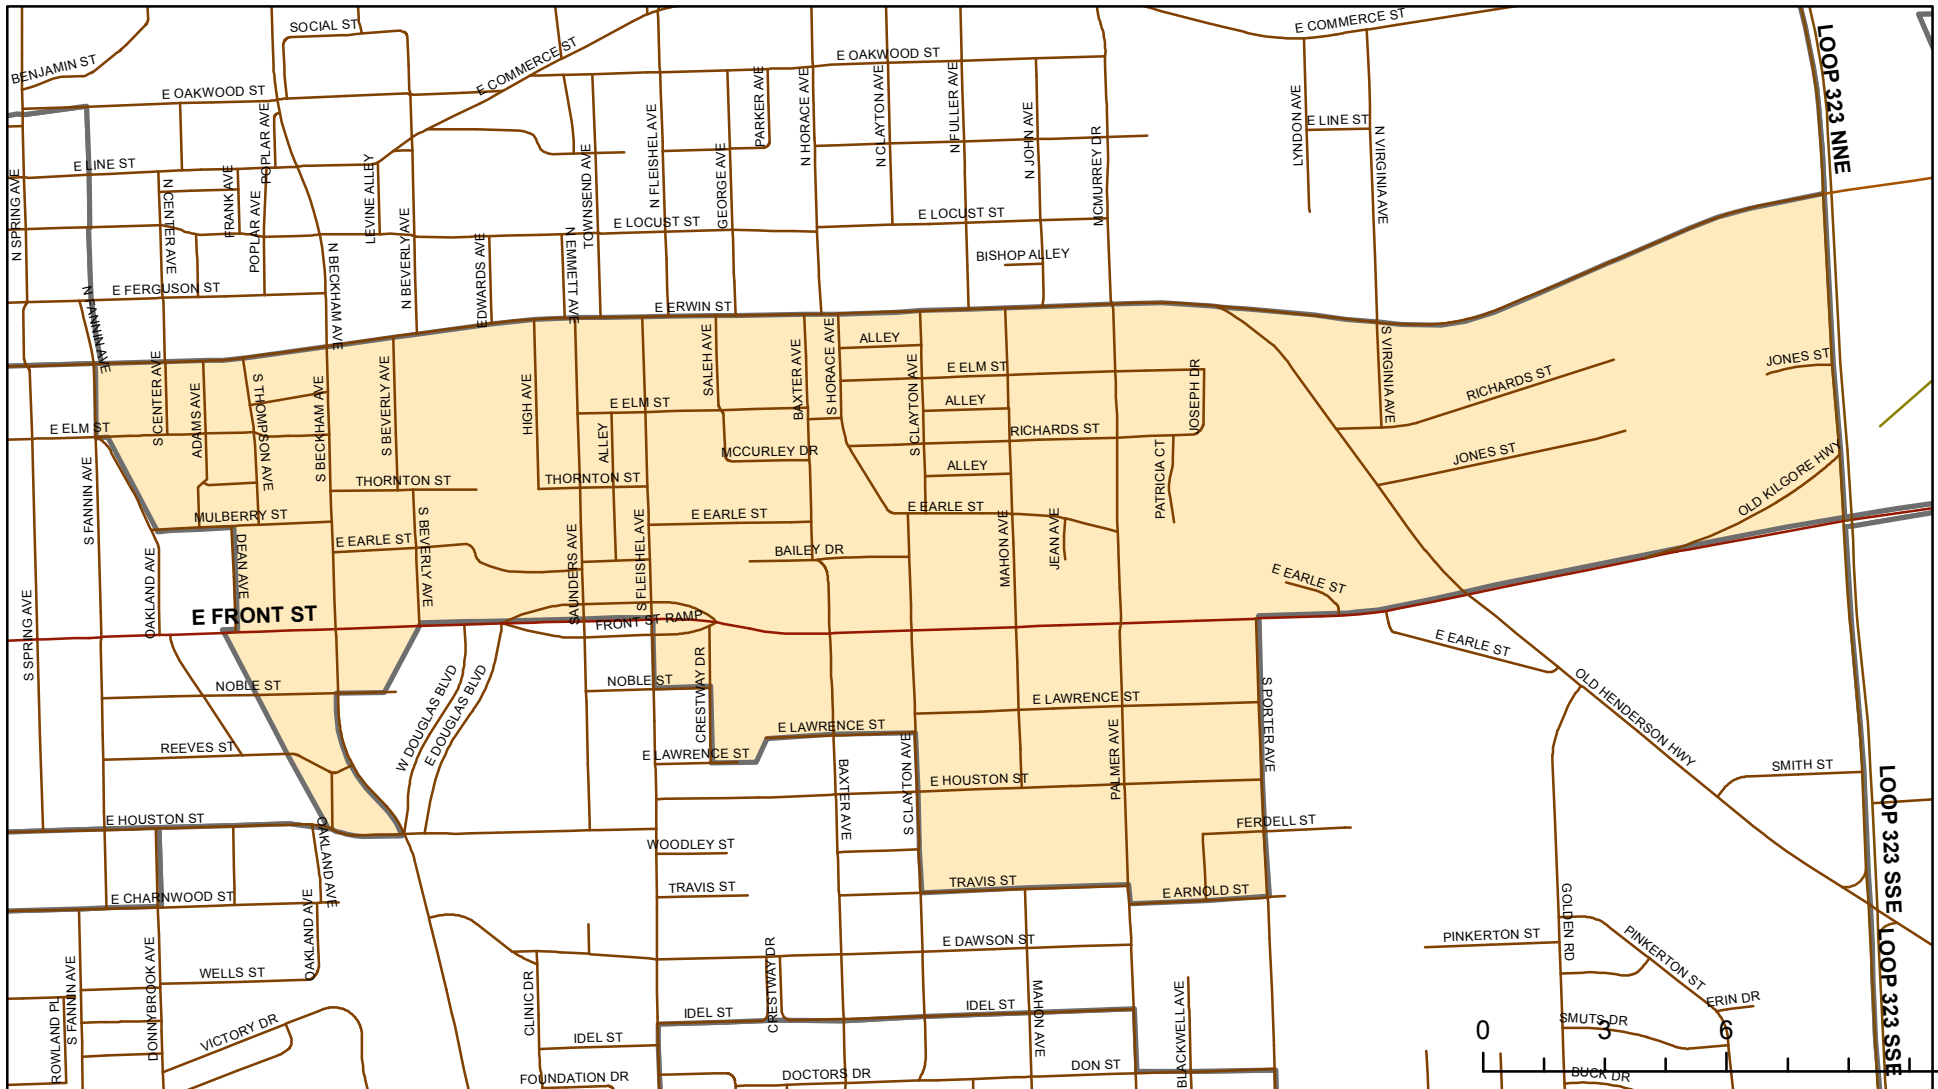 SOCIAL ST
E COMMERCE ST
BENJAMIN ST
E COMMERCE ST
E OAKWOOD ST
LOOP 323 NNE
E OAKWOOD ST
POPLAR AVE
PARKER AVE
N HORACE AVE
N CLAYTON AVE
N FULLER AVE
N JOHN AVE
MCMURREY DR
LYNDON AVE
E LINE ST
N VIRGINIA AVE
E LINE ST
N SPRING AVE
N CENTER AVE
FRANK AVE
POPLAR AVE
LEVINE ALLEY
N BEVERLY AVE
TOWNSEND AVE
N FLEISHEL AVE
GEORGE AVE
E LOCUST ST
E LOCUST ST
BISHOP ALLEY
N BECKHAM AVE
EDWARDS AVE
N EMMETT AVE
E FERGUSON ST
N FANNIN AVE
E ERWIN ST
S CENTER AVE
ADAMS AVE
S THOMPSON AVE
S BECKHAM AVE
S BEVERLY AVE
HIGH AVE
ALLEY
SALEH AVE
BAXTER AVE
S HORACE AVE
ALLEY
S CLAYTON AVE
E ELM ST
JOSEPH DR
S VIRGINIA AVE
RICHARDS ST
JONES ST
E ELM ST
E ELM ST
ALLEY
RICHARDS ST
MCCURLEY DR
ALLEY
PATRICIA CT
JONES ST
OLD KILGORE HWY
THORNTON ST
THORNTON ST
S FANNIN AVE
MULBERRY ST
E EARLE ST
E EARLE ST
DEAN AVE
E EARLE ST
S BEVERLY AVE
SAUNDERS AVE
S FLEISHEL AVE
BAILEY DR
MAHON AVE
JEAN AVE
E EARLE ST
OAKLAND AVE
S SPRING AVE
E FRONT ST
FRONT ST RAMP
E EARLE ST
NOBLE ST
NOBLE ST
CRESTWAY DR
W DOUGLAS BLVD
E DOUGLAS BLVD
E LAWRENCE ST
E LAWRENCE ST
E LAWRENCE ST
S PORTER AVE
OLD HENDERSON HWY
REEVES ST
PALMER AVE
BAXTER AVE
S CLAYTON AVE
E HOUSTON ST
SMITH ST
LOOP 323 SSE
E HOUSTON ST
OAKLAND AVE
WOODLEY ST
FERDELL ST
TRAVIS ST
TRAVIS ST
E ARNOLD ST
E CHARNWOOD ST
OAKLAND AVE
GOLDEN RD
PINKERTON ST
PINKERTON ST
E DAWSON ST
LOOP 323 SSE
WELLS ST
DONNYBROOK AVE
S FANNIN AVE
ROWLAND PL
VICTORY DR
CLINIC DR
CRESTWAY DR
MAHON AVE
BLACKWELL AVE
IDEL ST
IDEL ST
IDEL ST
ERIN DR
SMUTS DR
0 3 6
FOUNDATION DR
DOCTORS DR
DON ST
BUCK DR